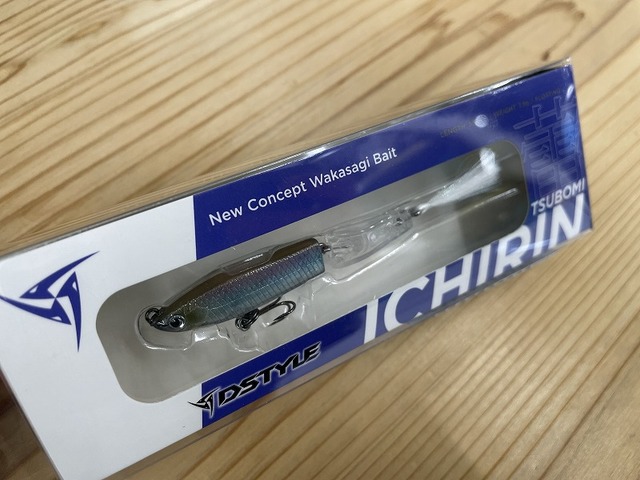 New Concept Wakasagi Bait
TSUBOMI
ICHIRIN
DSTYLE